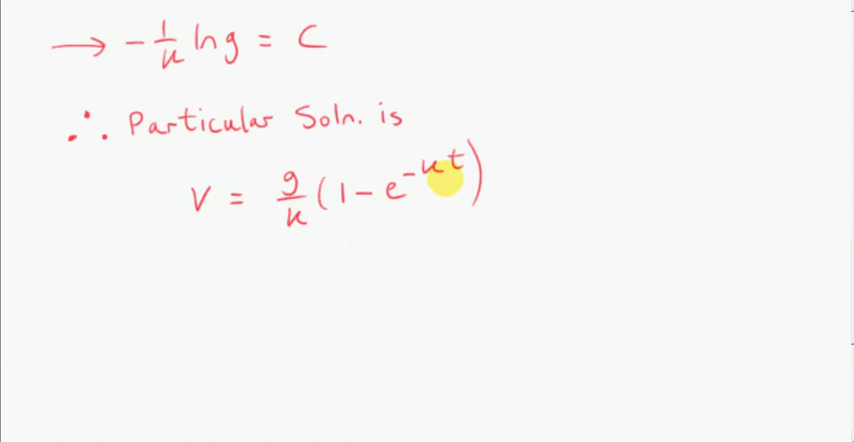 → -1/k ln g = C
∴ Particular Soln. is
V = g/k (1 - e^-kt)